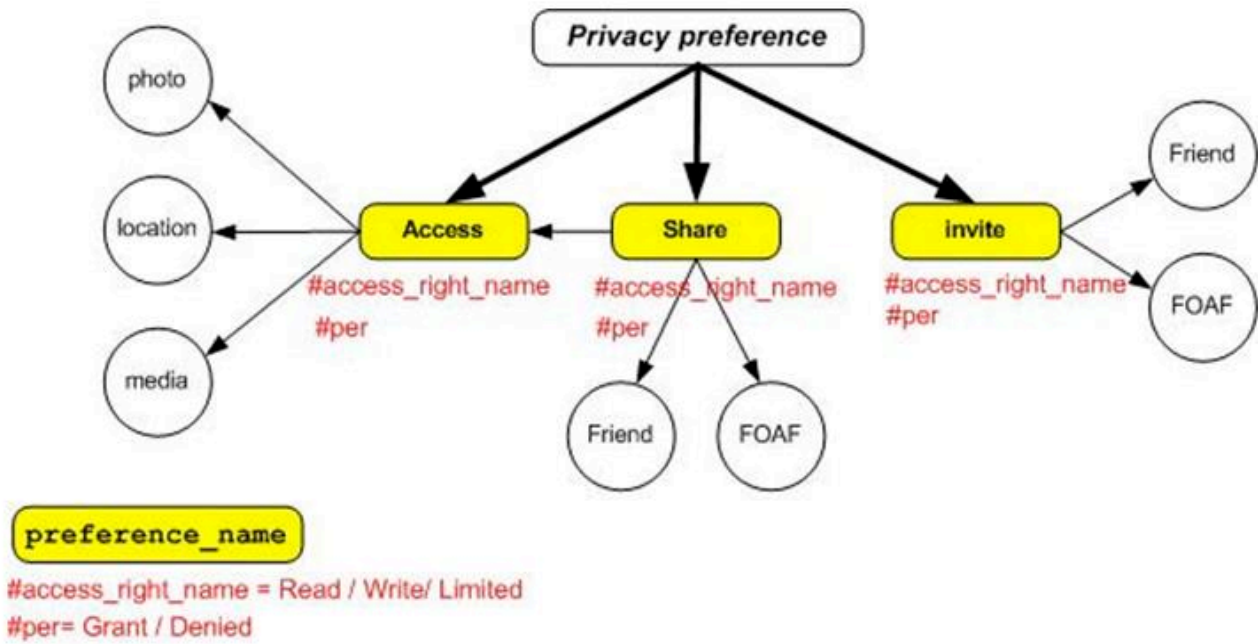 Privacy preference
photo
Friend
location
Access
Share
invite
#access_right_name
#per
#access_right_name
#per
#access_right_name
#per
FOAF
media
Friend
FOAF
preference_name
#access_right_name = Read / Write/ Limited
#per= Grant / Denied